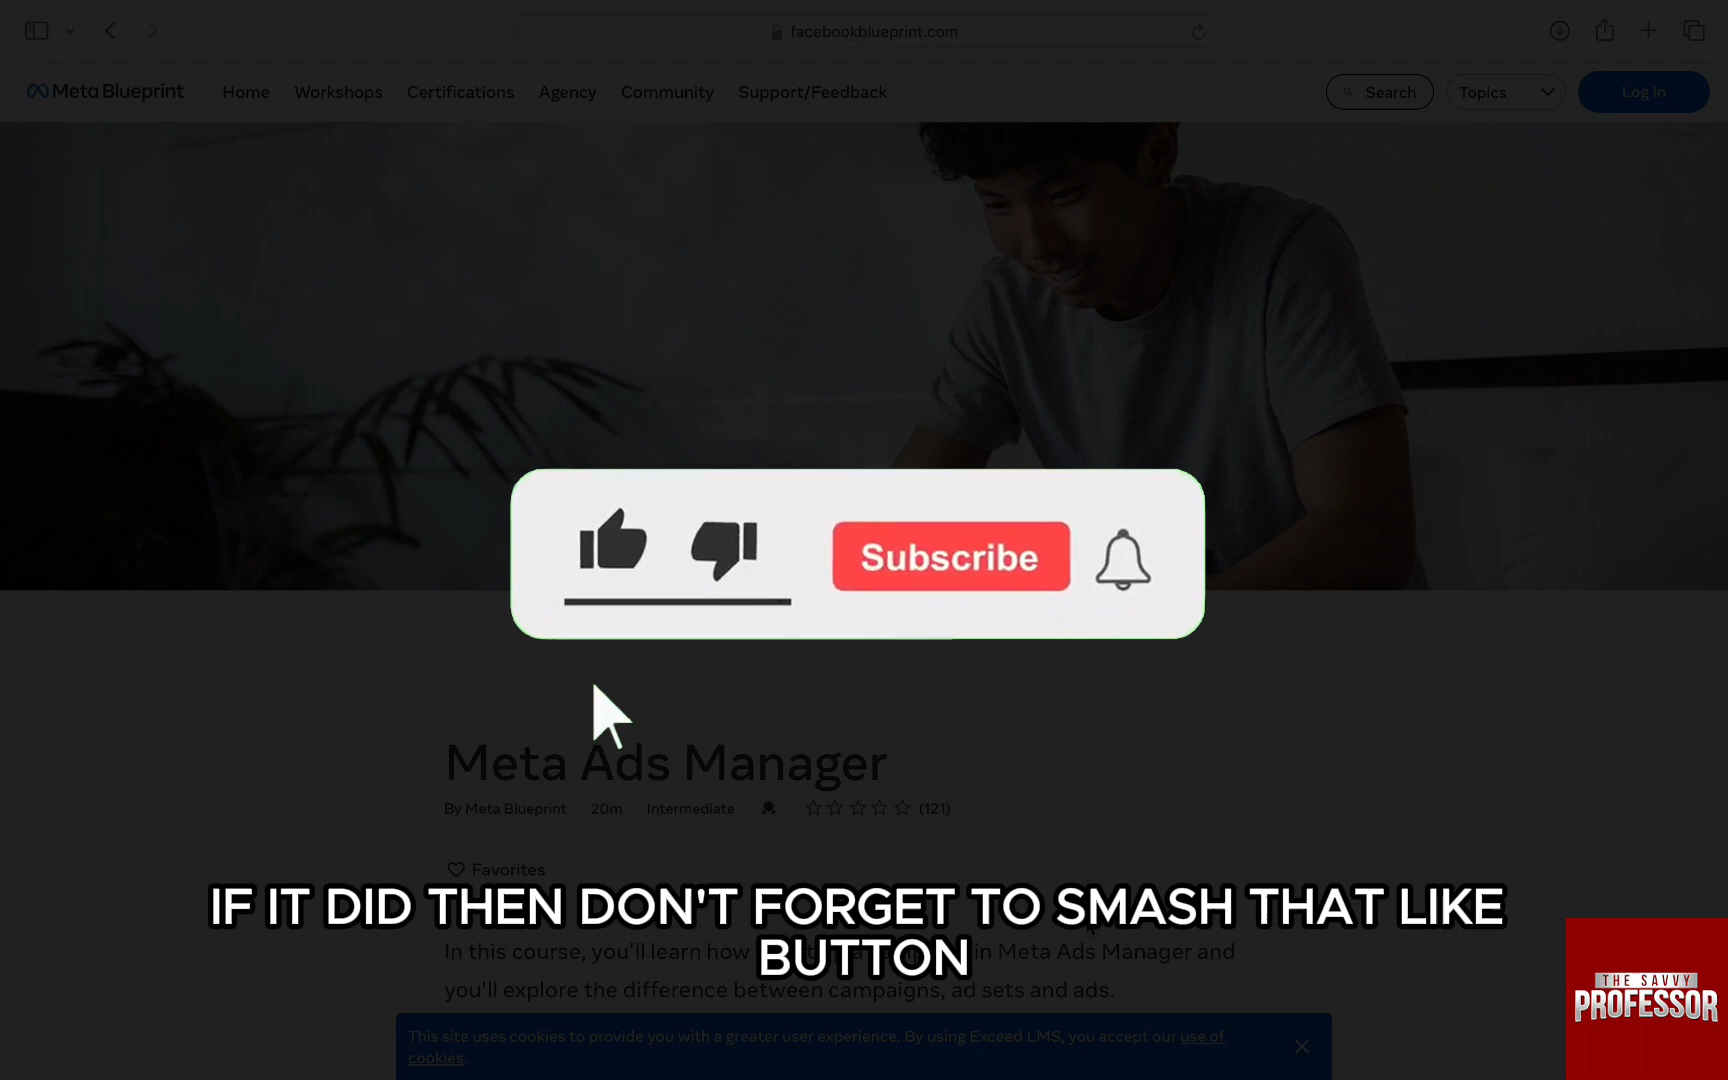 facebookblueprint.com
Meta Blueprint Home Workshops Certifications Agency Community Support/Feedback Search Topics Log In
Subscribe
Meta Ads Manager
By Meta Blueprint 20m Intermediate (121)
Favorites
IF IT DID THEN DON'T FORGET TO SMASH THAT LIKE
BUTTON
In this course, you'll learn how in Meta Ads Manager and
you'll explore the difference between campaigns, ad sets and ads.
This site uses cookies to provide you with a greater user experience. By using Exceed LMS, you accept our use of
cookies.
THE SAVVY
PROFESSOR